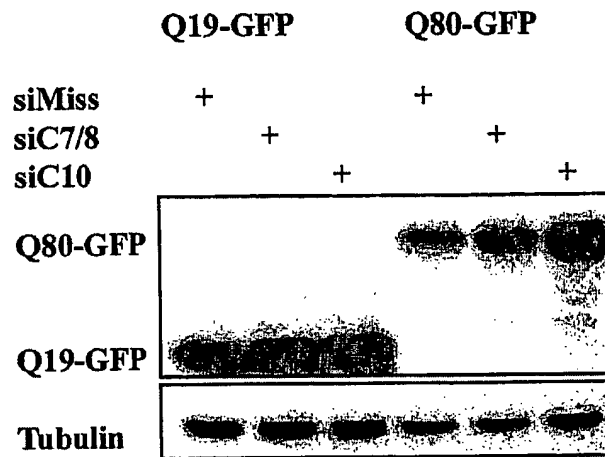 Q19-GFP Q80-GFP
siMiss + +
siC7/8 + +
siC10 + +
Q80-GFP
Q19-GFP
Tubulin